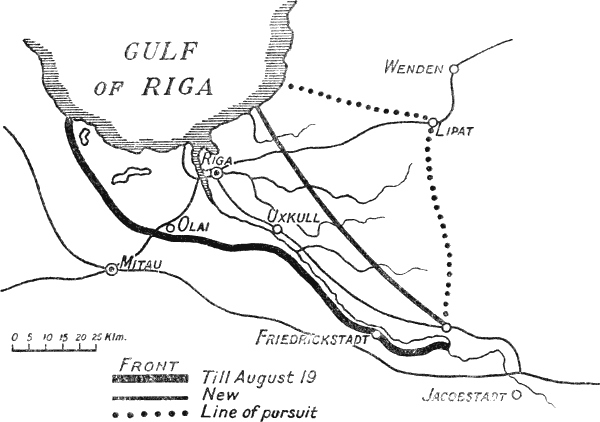 GULF
OF RIGA
WENDEN
LIPAT
RIGA
UXKULL
OLAI
MITAU
FRIEDRICKSTADT
0 5 10 15 20 25 Klm.
JACOBSTADT
FRONT
Till August 19
New
Line of pursuit